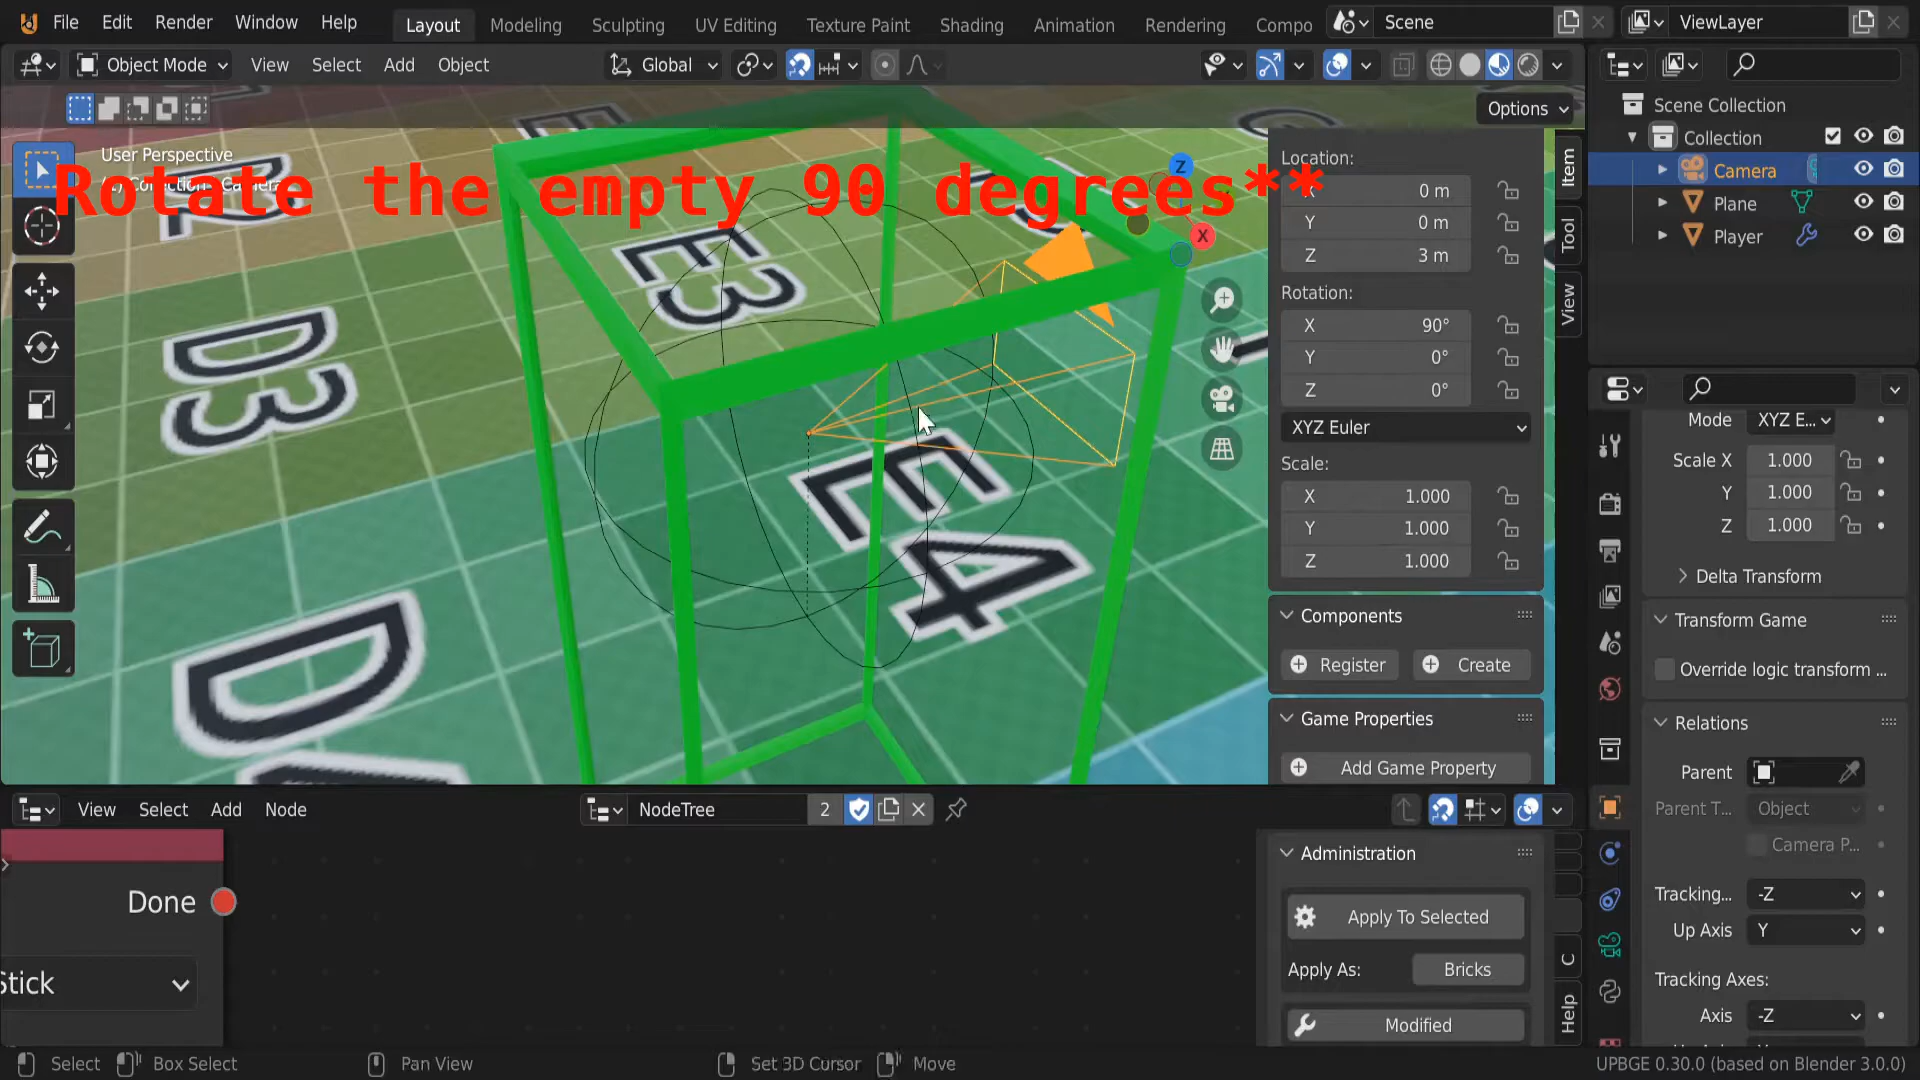 File Edit Render Window Help Layout Modeling Sculpting UV Editing Texture Paint Shading Animation Rendering Compo Scene ViewLayer
Object Mode View Select Add Object Global
Options
User Perspective
Rotate the empty 90 degrees**
E3
D3
E4
D
Z
X
Location:
X 0 m
Y 0 m
Z 3 m
Rotation:
X 90°
Y 0°
Z 0°
XYZ Euler
Scale:
X 1.000
Y 1.000
Z 1.000
Components
Register Create
Game Properties
Add Game Property
Item
Tool
View
Scene Collection
Collection
Camera
Plane
Player
Mode XYZ E...
Scale X 1.000
Y 1.000
Z 1.000
Delta Transform
Transform Game
Override logic transform ...
Relations
Parent
Parent T... Object
Camera P...
Tracking... -Z
Up Axis Y
Tracking Axes:
Axis -Z
View Select Add Node NodeTree 2
Done
Stick
Administration
Apply To Selected
Apply As: Bricks
Modified
C
Help
Select Box Select Pan View Set 3D Cursor Move UPBGE 0.30.0 (based on Blender 3.0.0)